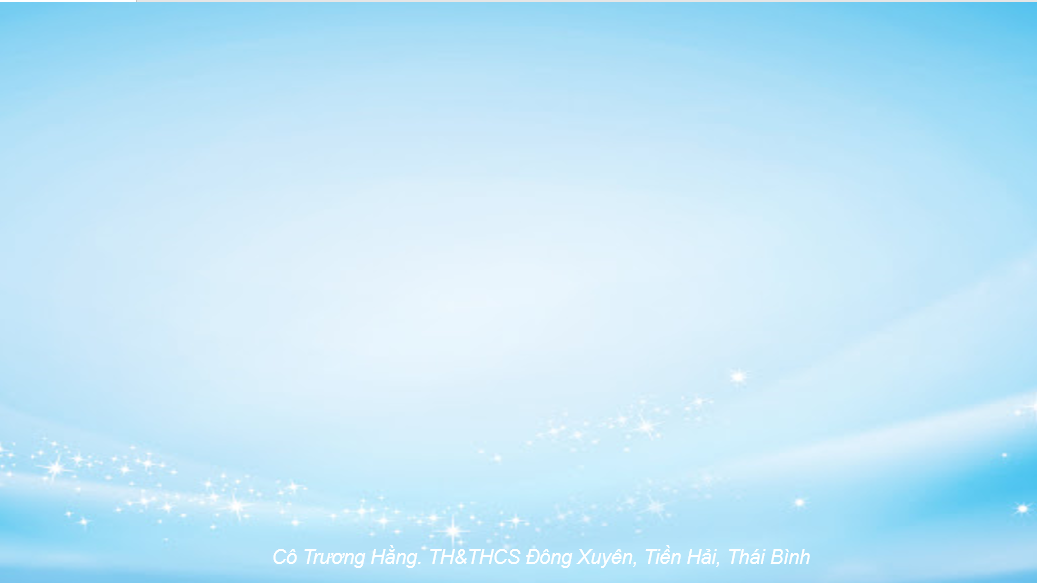 Cô Trương Hằng. TH&THCS Đông Xuyên, Tiền Hải, Thái Bình